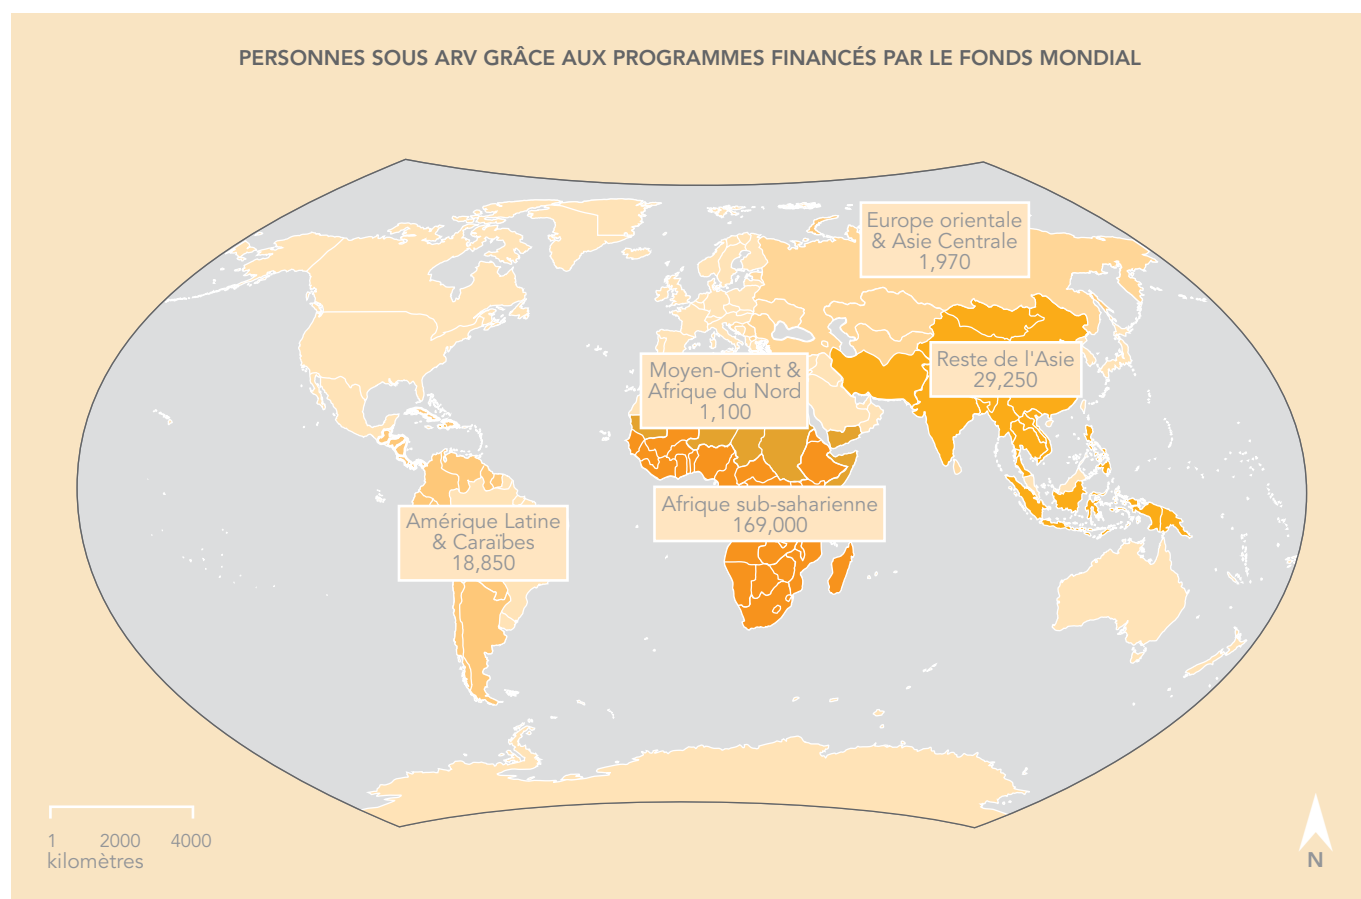 PERSONNES SOUS ARV GRÂCE AUX PROGRAMMES FINANCÉS PAR LE FONDS MONDIAL
Europe orientale
& Asie Centrale
1,970
Reste de l'Asie
29,250
Moyen-Orient &
Afrique du Nord
1,100
Afrique sub-saharienne
169,000
Amérique Latine
& Caraïbes
18,850
1 2000 4000
kilomètres
N